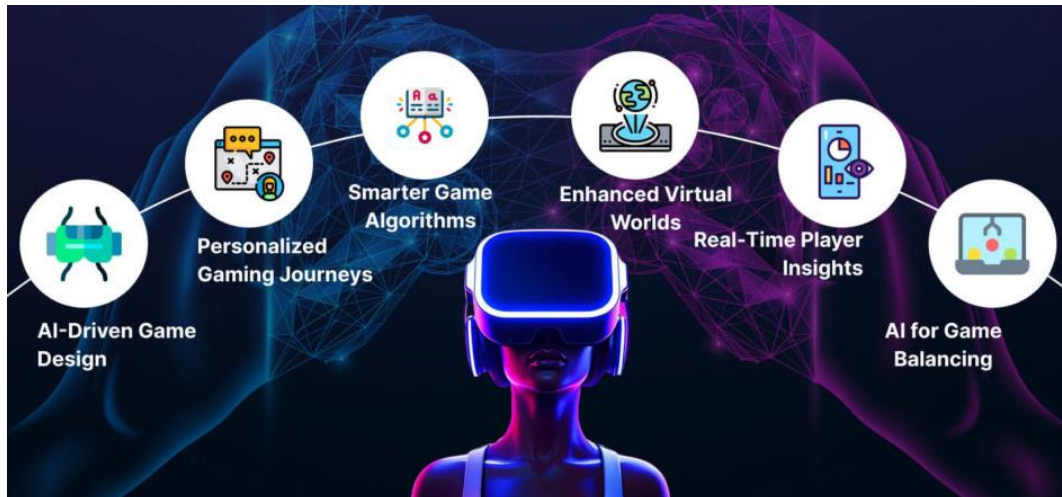 AI-Driven Game
Design
Personalized
Gaming Journeys
A a
Smarter Game
Algorithms
Enhanced Virtual
Worlds
Real-Time Player
Insights
AI for Game
Balancing